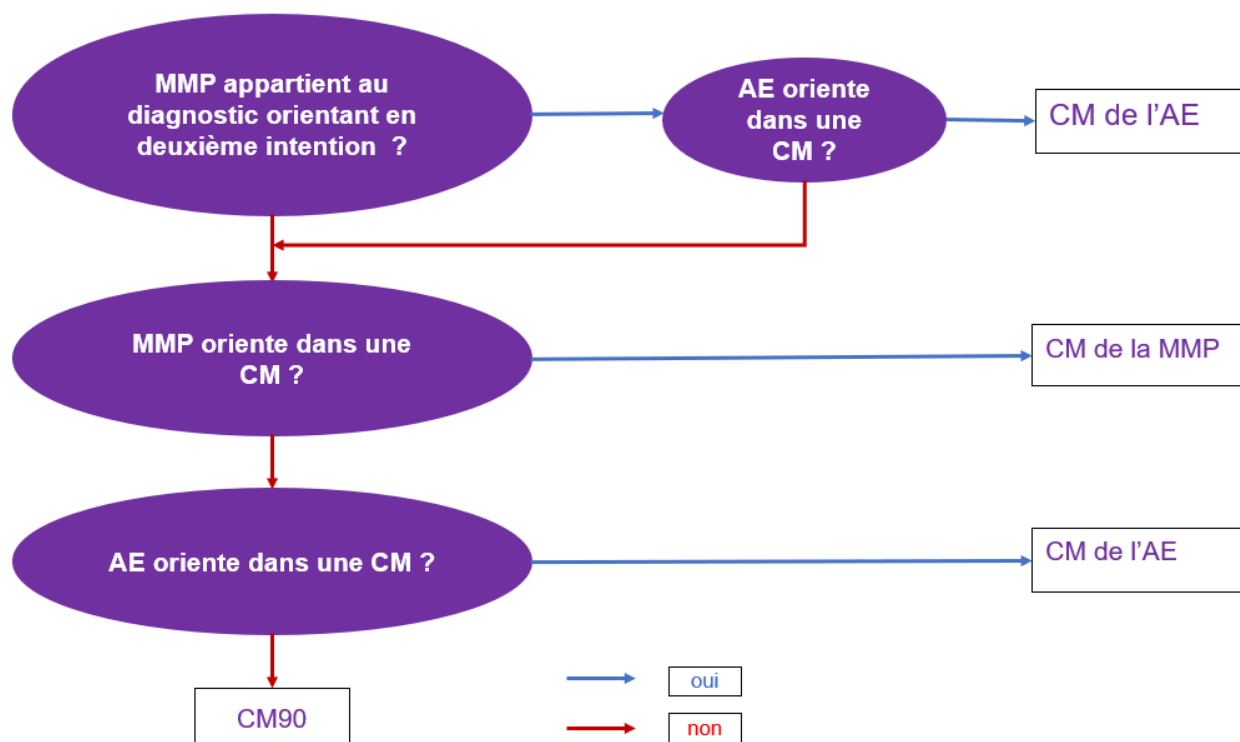 MMP appartient au
diagnostic orientant en
deuxième intention  ?
AE oriente
dans une
CM ?
CM de l'AE
MMP oriente dans une
CM ?
CM de la MMP
AE oriente dans une CM ?
CM de l'AE
CM90
oui
non